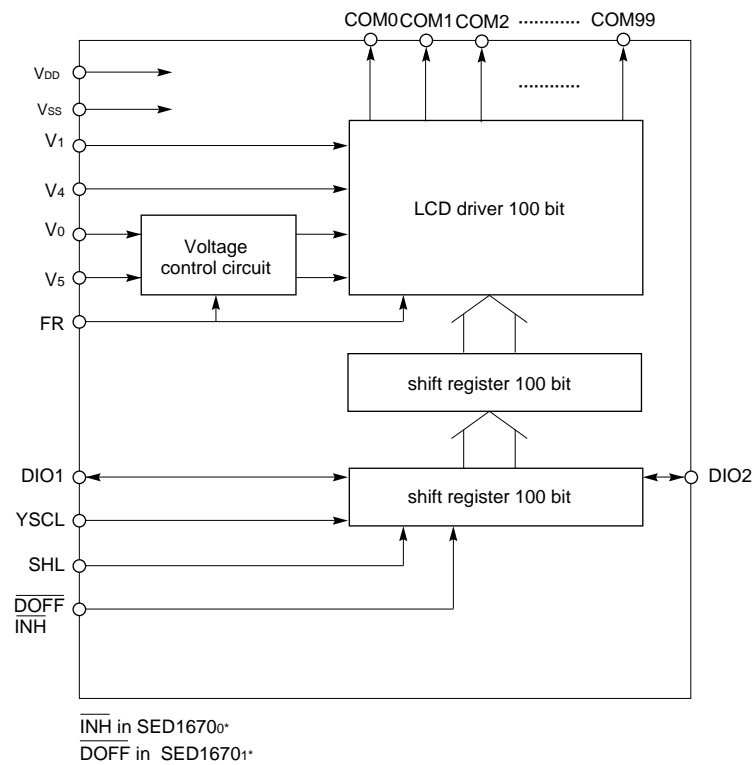 COM0 COM1 COM2 ............ COM99
VDD
............
VSS
V1
V4
LCD driver 100 bit
V0
Voltage
control circuit
V5
FR
shift register 100 bit
DIO1
shift register 100 bit
DIO2
YSCL
SHL
DOFF
INH
INH in SED16700*
DOFF in SED16701*